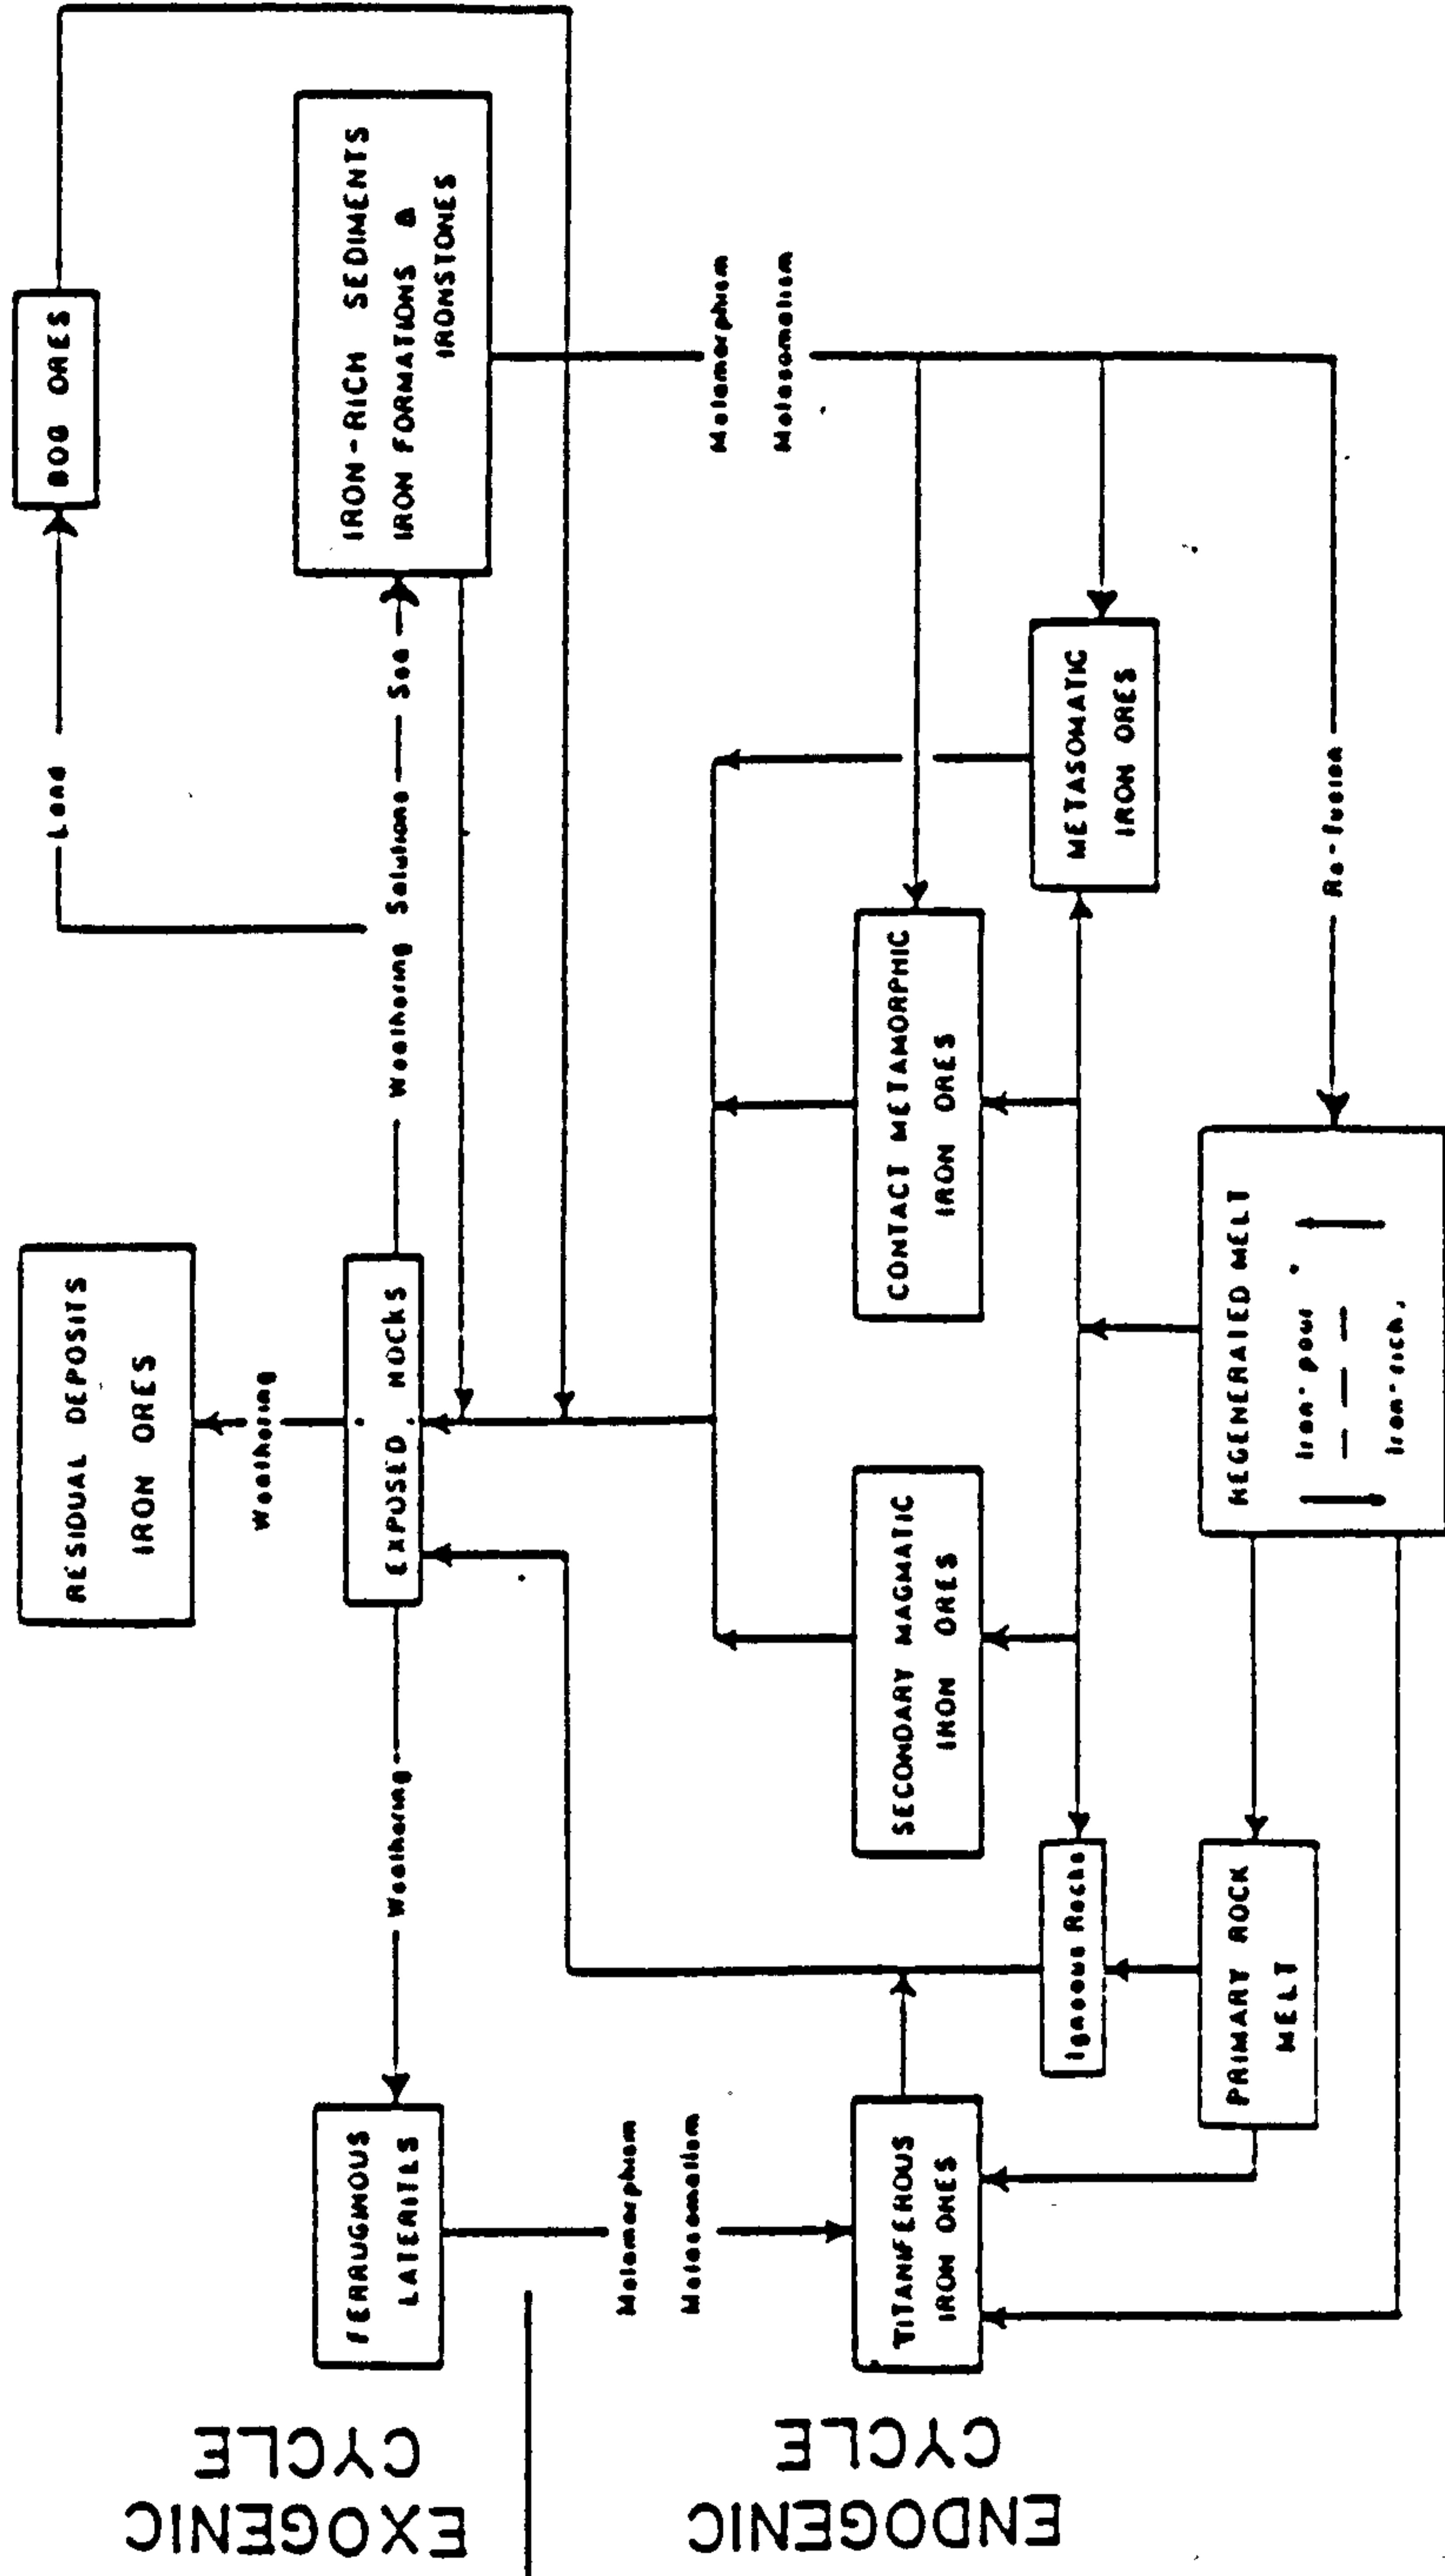 EXOGENIC
CYCLE
ENDOGENIC
CYCLE
RESIDUAL DEPOSITS
IRON ORES
BOG ORES
Land
Weathering
FERRUGINOUS
LATERITES
Weathering
EXPOSED ROCKS
Weathering Solutions
Sea
IRON-RICH SEDIMENTS
IRON FORMATIONS &
IRONSTONES
Metamorphism
Metasomatism
Metamorphism
Metasomatism
TITANIFEROUS
IRON ORES
SECONDARY MAGMATIC
IRON ORES
CONTACT METAMORPHIC
IRON ORES
Igneous Rocks
METASOMATIC
IRON ORES
PRIMARY ROCK
MELT
REGENERATED MELT
Iron-poor
Iron-rich
Re-fusion